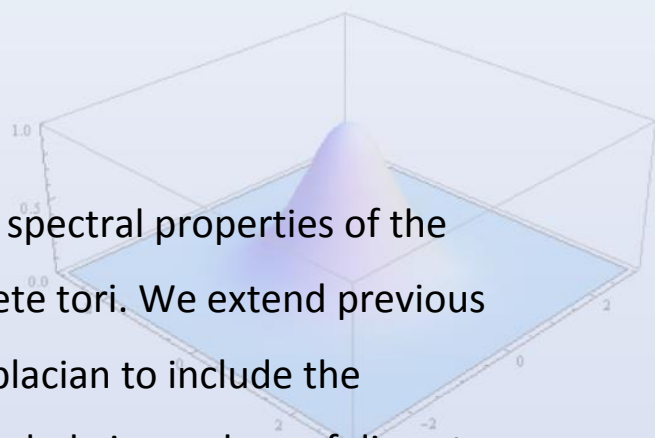 1.0
0.5
spectral properties of the
0.0
ete tori. We extend previous
2
placian to include the
0
2
-2